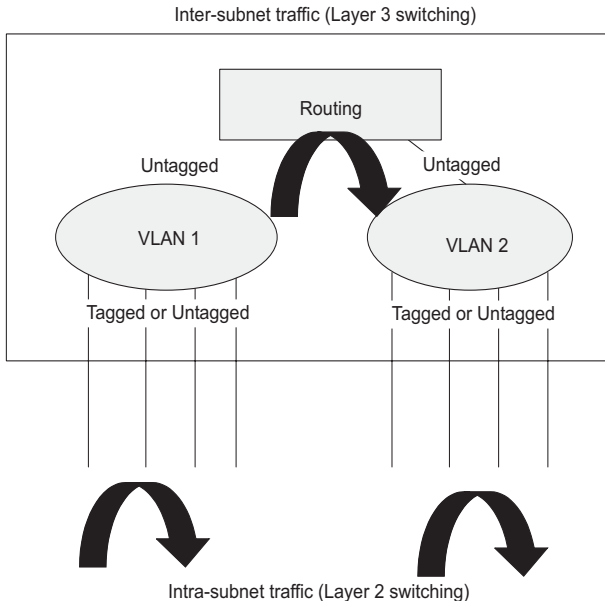 Inter-subnet traffic (Layer 3 switching)
Routing
Untagged
Untagged
VLAN 1
VLAN 2
Tagged or Untagged
Tagged or Untagged
Intra-subnet traffic (Layer 2 switching)